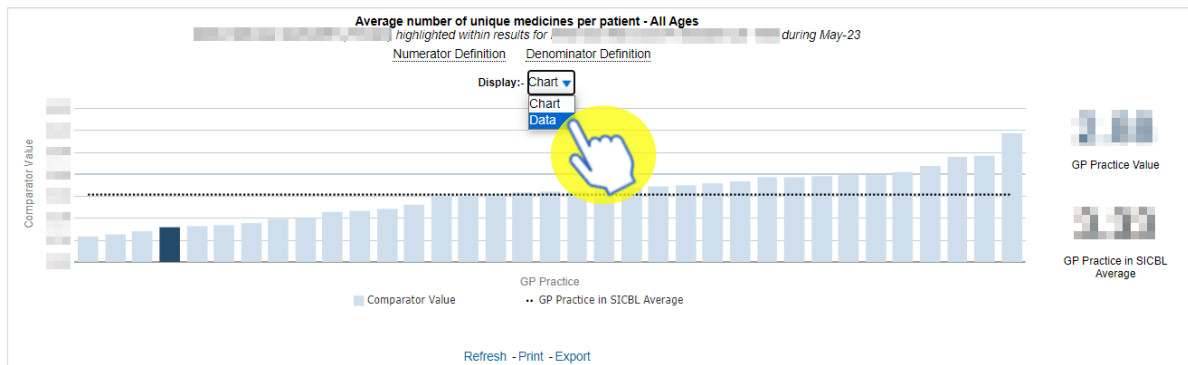 Average number of unique medicines per patient - All Ages
highlighted within results for during May-23
Numerator Definition Denominator Definition
Display:- Chart
Chart
Data
Comparator Value
GP Practice Value
GP Practice in SICBL
Average
GP Practice
Comparator Value GP Practice in SICBL Average
Refresh - Print - Export